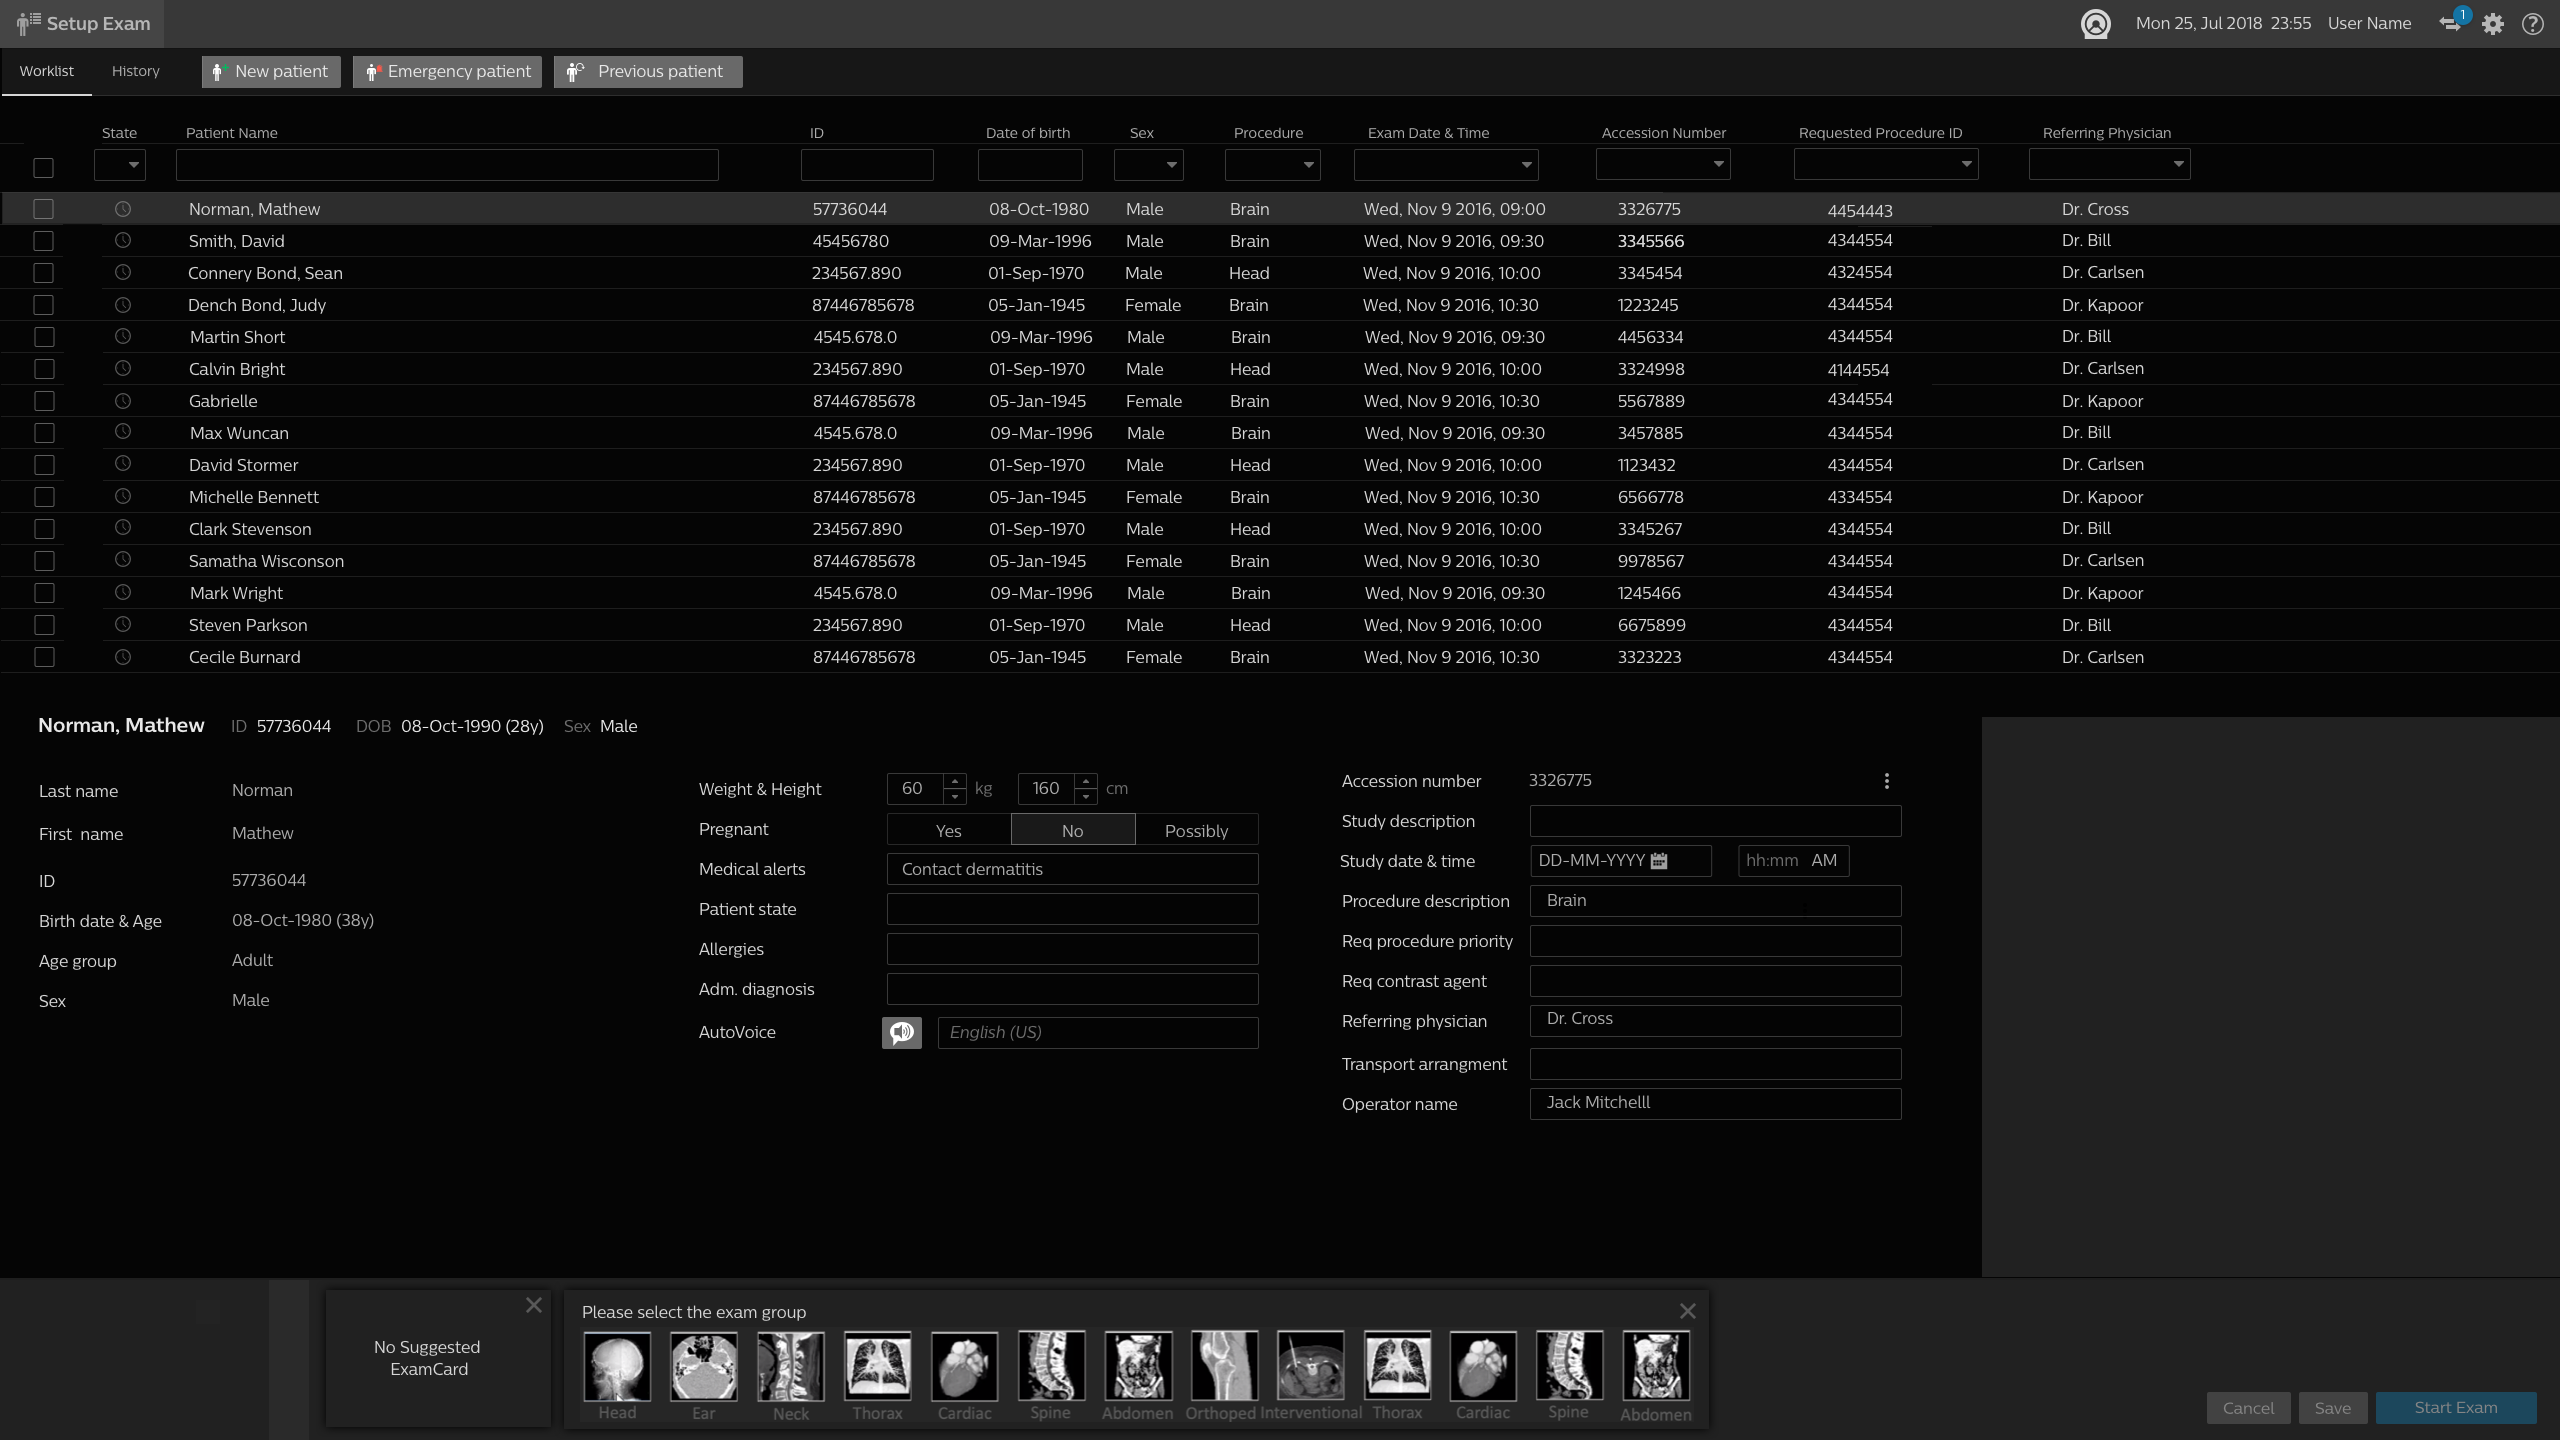 Setup Exam Mon 25, Jul 2018 23:55 User Name 1
Worklist History New patient Emergency patient Previous patient
State Patient Name ID Date of birth Sex Procedure Exam Date & Time Accession Number Requested Procedure ID Referring Physician
Norman, Mathew 57736044 08-Oct-1980 Male Brain Wed, Nov 9 2016, 09:00 3326775 4454443 Dr. Cross
Smith, David 45456780 09-Mar-1996 Male Brain Wed, Nov 9 2016, 09:30 3345566 4344554 Dr. Bill
Connery Bond, Sean 234567.890 01-Sep-1970 Male Head Wed, Nov 9 2016, 10:00 3345454 4324554 Dr. Carlsen
Dench Bond, Judy 87446785678 05-Jan-1945 Female Brain Wed, Nov 9 2016, 10:30 1223245 4344554 Dr. Kapoor
Martin Short 4545.678.0 09-Mar-1996 Male Brain Wed, Nov 9 2016, 09:30 4456334 4344554 Dr. Bill
Calvin Bright 234567.890 01-Sep-1970 Male Head Wed, Nov 9 2016, 10:00 3324998 4144554 Dr. Carlsen
Gabrielle 87446785678 05-Jan-1945 Female Brain Wed, Nov 9 2016, 10:30 5567889 4344554 Dr. Kapoor
Max Wuncan 4545.678.0 09-Mar-1996 Male Brain Wed, Nov 9 2016, 09:30 3457885 4344554 Dr. Bill
David Stormer 234567.890 01-Sep-1970 Male Head Wed, Nov 9 2016, 10:00 1123432 4344554 Dr. Carlsen
Michelle Bennett 87446785678 05-Jan-1945 Female Brain Wed, Nov 9 2016, 10:30 6566778 4334554 Dr. Kapoor
Clark Stevenson 234567.890 01-Sep-1970 Male Head Wed, Nov 9 2016, 10:00 3345267 4344554 Dr. Bill
Samatha Wisconson 87446785678 05-Jan-1945 Female Brain Wed, Nov 9 2016, 10:30 9978567 4344554 Dr. Carlsen
Mark Wright 4545.678.0 09-Mar-1996 Male Brain Wed, Nov 9 2016, 09:30 1245466 4344554 Dr. Kapoor
Steven Parkson 234567.890 01-Sep-1970 Male Head Wed, Nov 9 2016, 10:00 6675899 4344554 Dr. Bill
Cecile Burnard 87446785678 05-Jan-1945 Female Brain Wed, Nov 9 2016, 10:30 3323223 4344554 Dr. Carlsen
Norman, Mathew ID 57736044 DOB 08-Oct-1990 (28y) Sex Male
Last name Norman
First name Mathew
ID 57736044
Birth date & Age 08-Oct-1980 (38y)
Age group Adult
Sex Male
Weight & Height 60 kg 160 cm
Pregnant Yes No Possibly
Medical alerts Contact dermatitis
Patient state
Allergies
Adm. diagnosis
AutoVoice English (US)
Accession number 3326775
Study description
Study date & time DD-MM-YYYY hh:mm AM
Procedure description Brain
Req procedure priority
Req contrast agent
Referring physician Dr. Cross
Transport arrangment
Operator name Jack Mitchelll
No Suggested
ExamCard
Please select the exam group
Head Ear Neck Thorax Cardiac Spine Abdomen Orthoped Interventional Thorax Cardiac Spine Abdomen
Cancel Save Start Exam